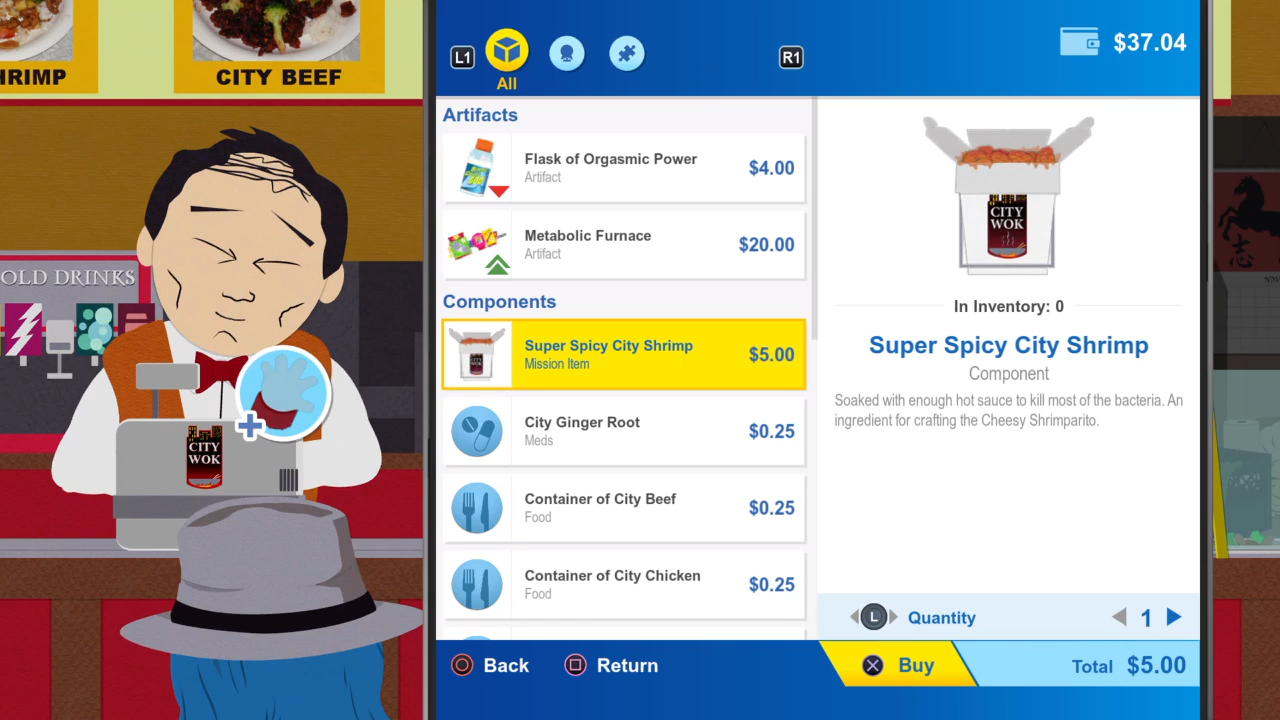 HRIMP
CITY BEEF
OLD DRINKS
CITY
WOK
L1
All
R1
$37.04
Artifacts
Flask of Orgasmic Power
Artifact
$4.00
Metabolic Furnace
Artifact
$20.00
Components
Super Spicy City Shrimp
Mission Item
$5.00
City Ginger Root
Meds
$0.25
Container of City Beef
Food
$0.25
Container of City Chicken
Food
$0.25
CITY
WOK
In Inventory: 0
Super Spicy City Shrimp
Component
Soaked with enough hot sauce to kill most of the bacteria. An
ingredient for crafting the Cheesy Shrimparito.
L
Quantity
1
Back
Return
Buy
Total $5.00
志